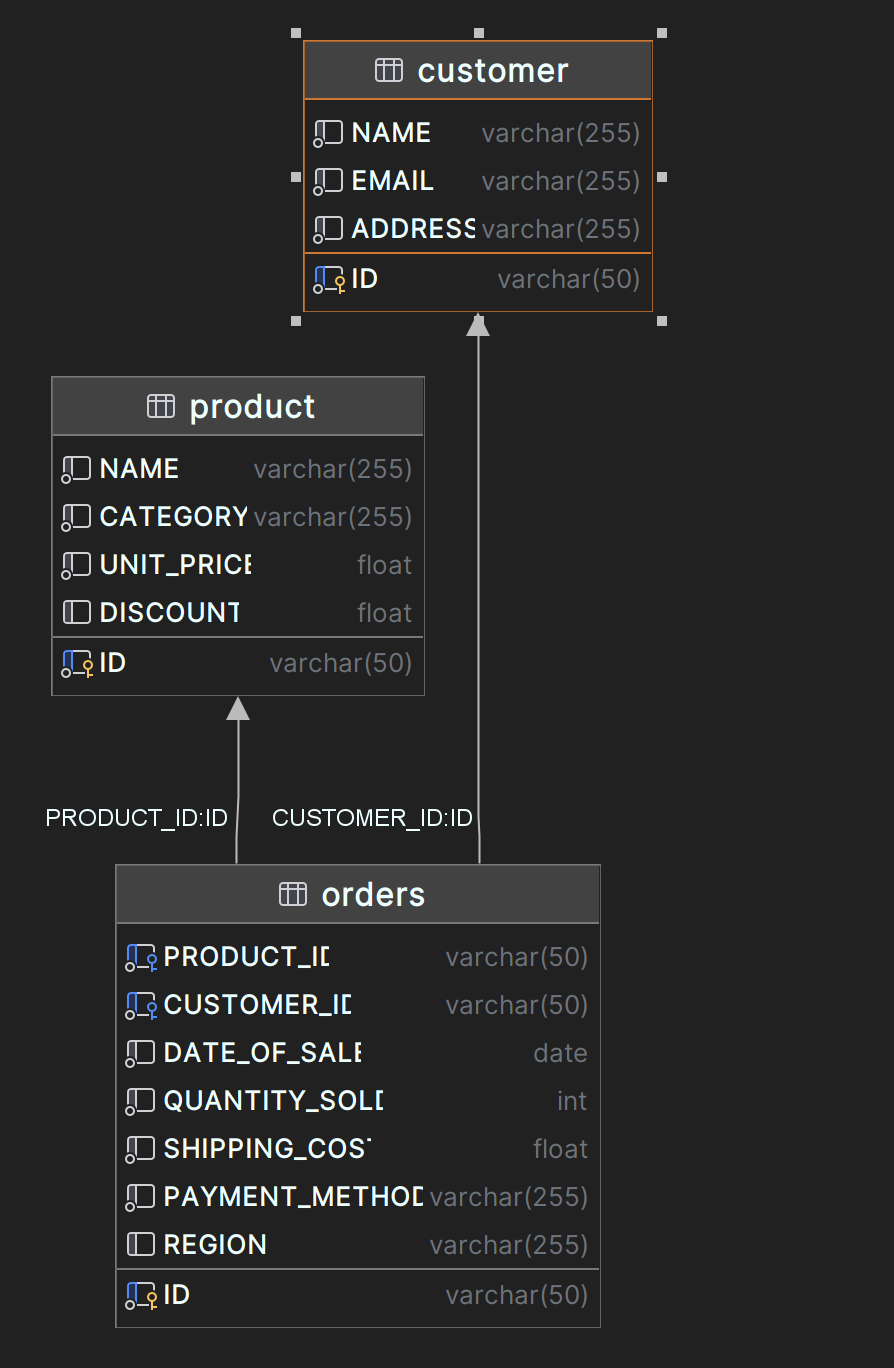 customer
NAME varchar(255)
EMAIL varchar(255)
ADDRESS varchar(255)
ID varchar(50)
product
NAME varchar(255)
CATEGORY varchar(255)
UNIT_PRICE float
DISCOUNT float
ID varchar(50)
PRODUCT_ID:ID CUSTOMER_ID:ID
orders
PRODUCT_ID varchar(50)
CUSTOMER_ID varchar(50)
DATE_OF_SALE date
QUANTITY_SOLD int
SHIPPING_COST float
PAYMENT_METHOD varchar(255)
REGION varchar(255)
ID varchar(50)